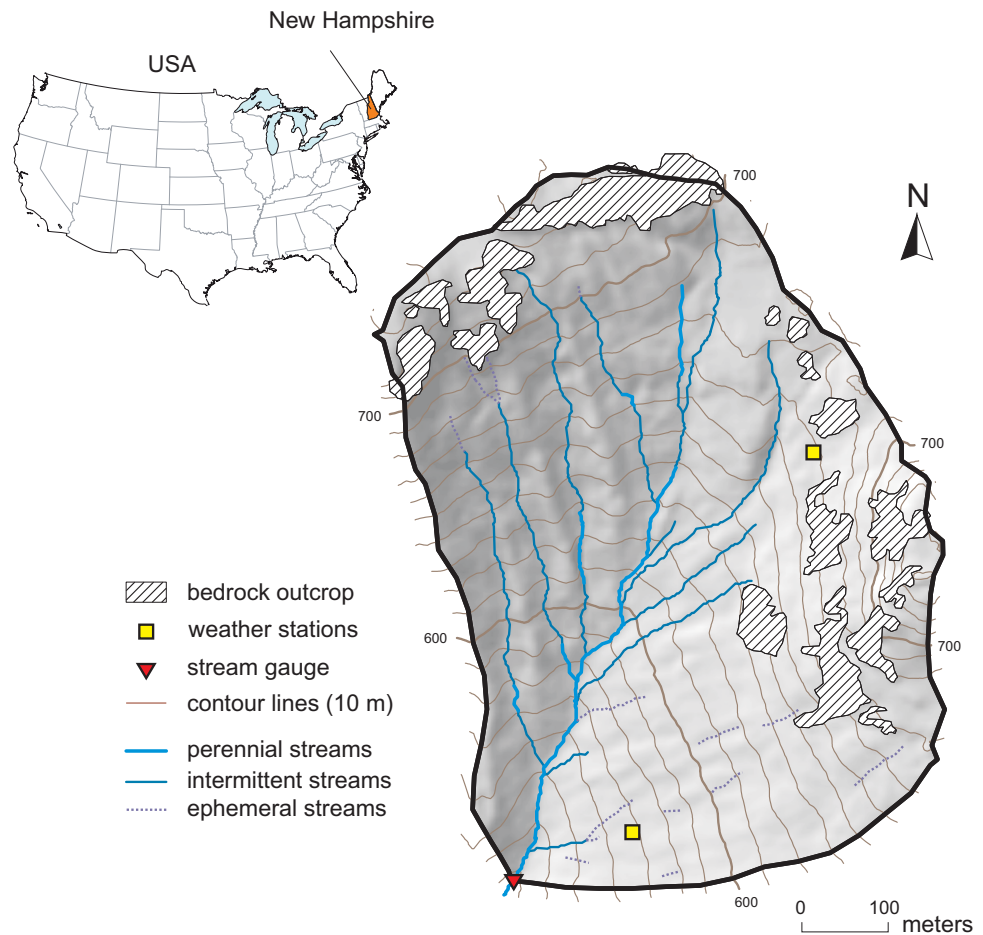 New Hampshire
USA
700
N
700
700
600
700
bedrock outcrop
weather stations
stream gauge
contour lines (10 m)
perennial streams
intermittent streams
ephemeral streams
600
0 100
meters